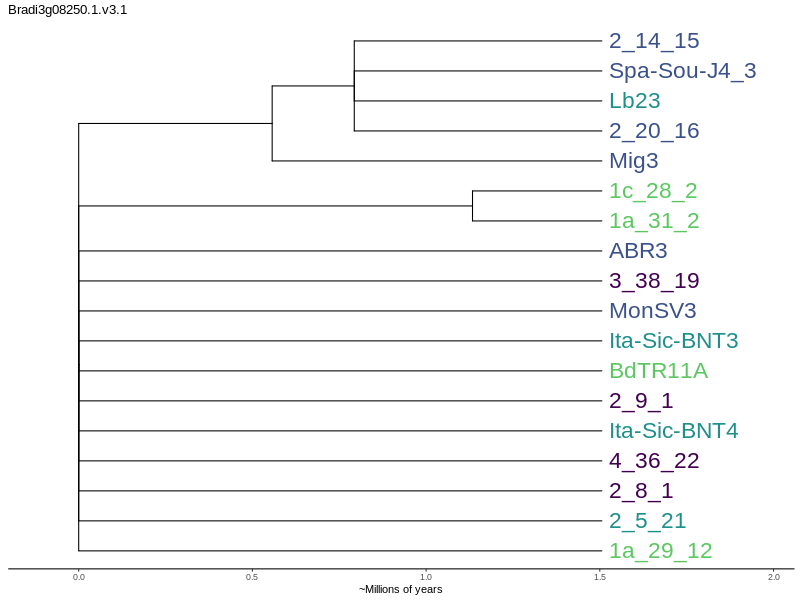 Bradi3g08250.1.v3.1
2_14_15
Spa-Sou-J4_3
Lb23
2_20_16
Mig3
1c_28_2
1a_31_2
ABR3
3_38_19
MonSV3
Ita-Sic-BNT3
BdTR11A
2_9_1
Ita-Sic-BNT4
4_36_22
2_8_1
2_5_21
1a_29_12
0.0 0.5 1.0 1.5 2.0
~Millions of years